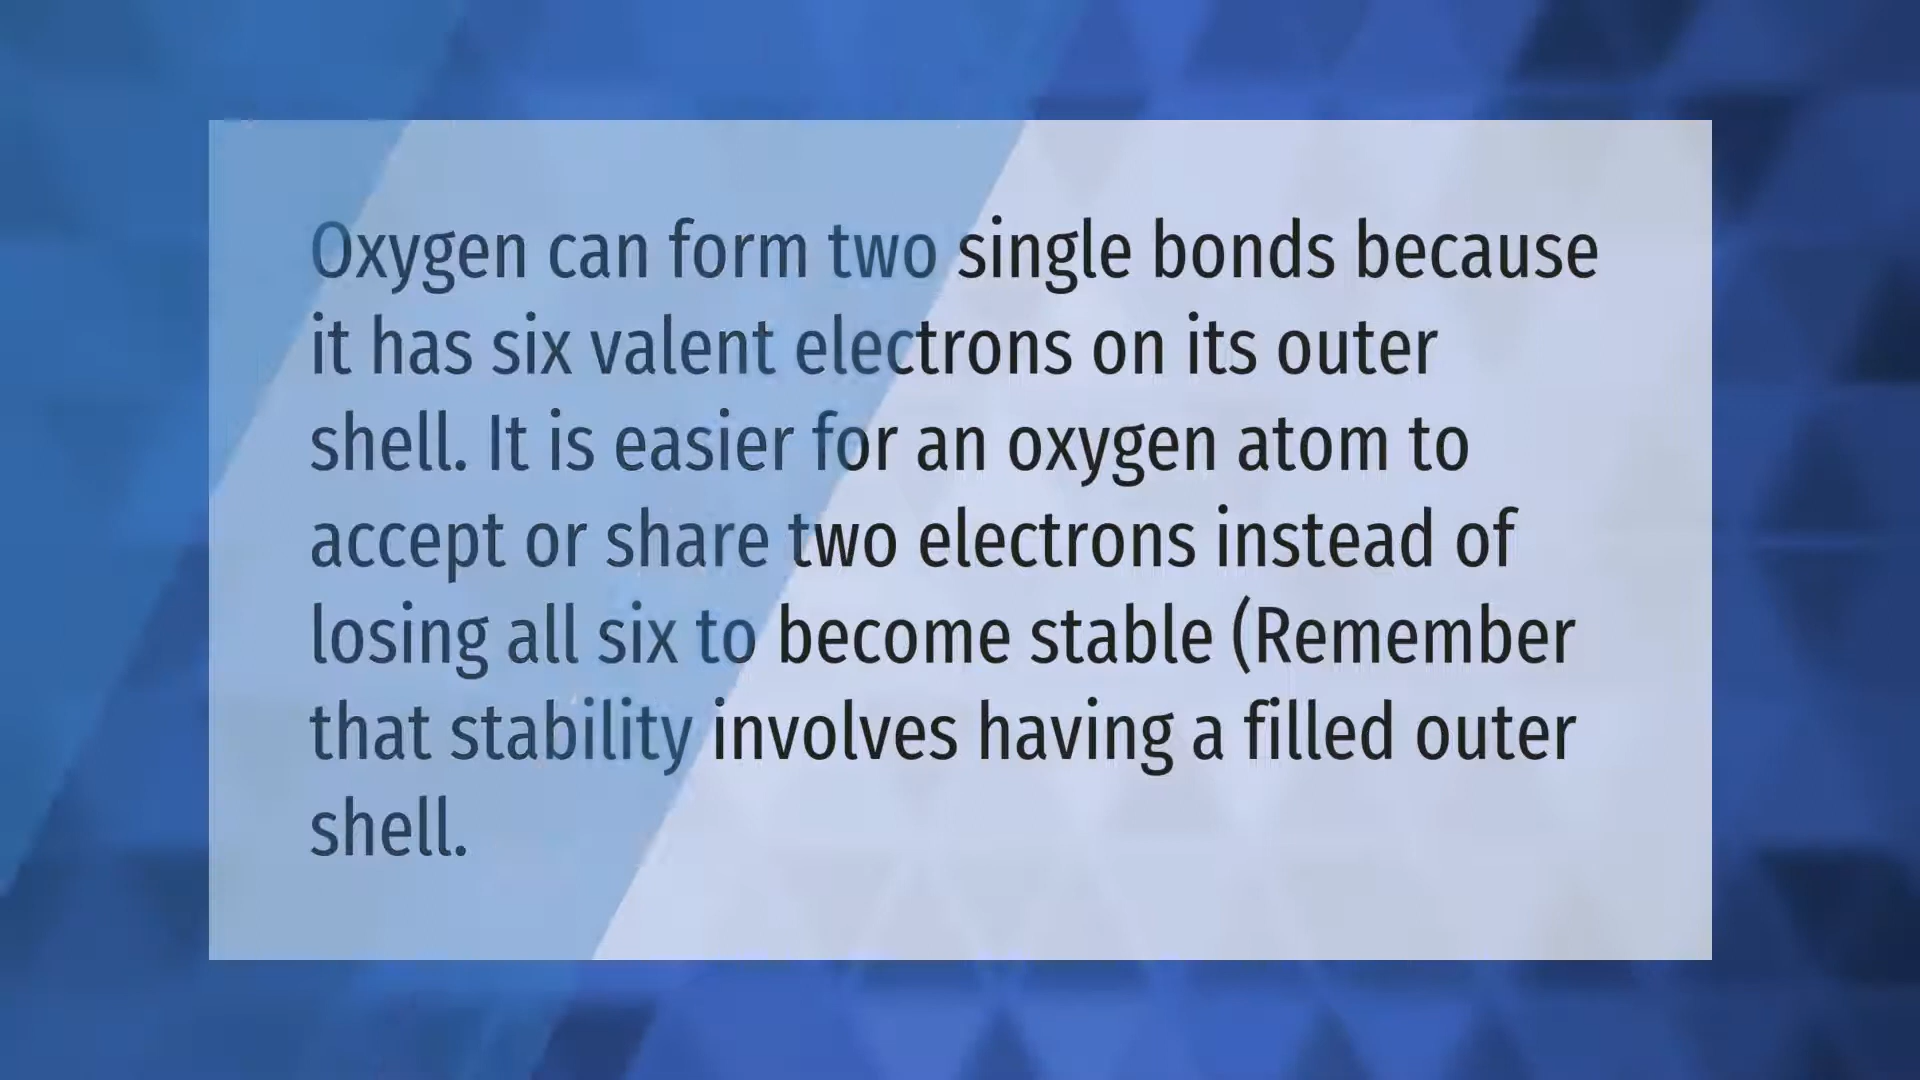 Oxygen can form two single bonds because
it has six valent electrons on its outer
shell. It is easier for an oxygen atom to
accept or share two electrons instead of
losing all six to become stable (Remember
that stability involves having a filled outer
shell.